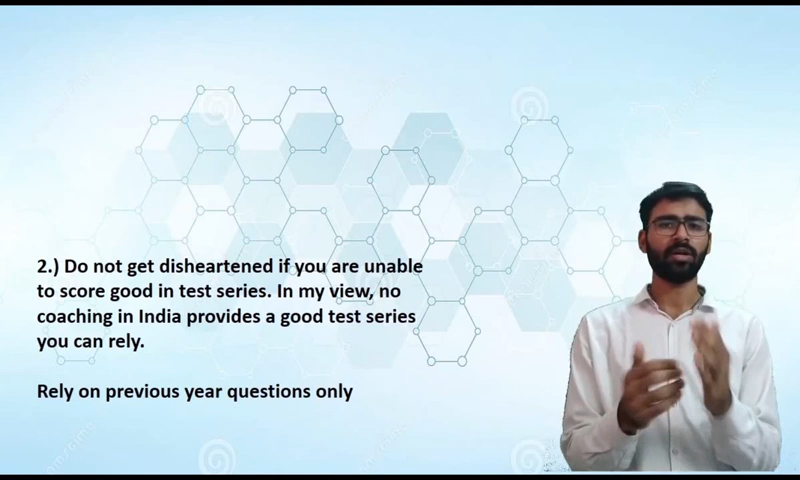 2.) Do not get disheartened if you are unable
to score good in test series. In my view, no
coaching in India provides a good test series
you can rely.
Rely on previous year questions only